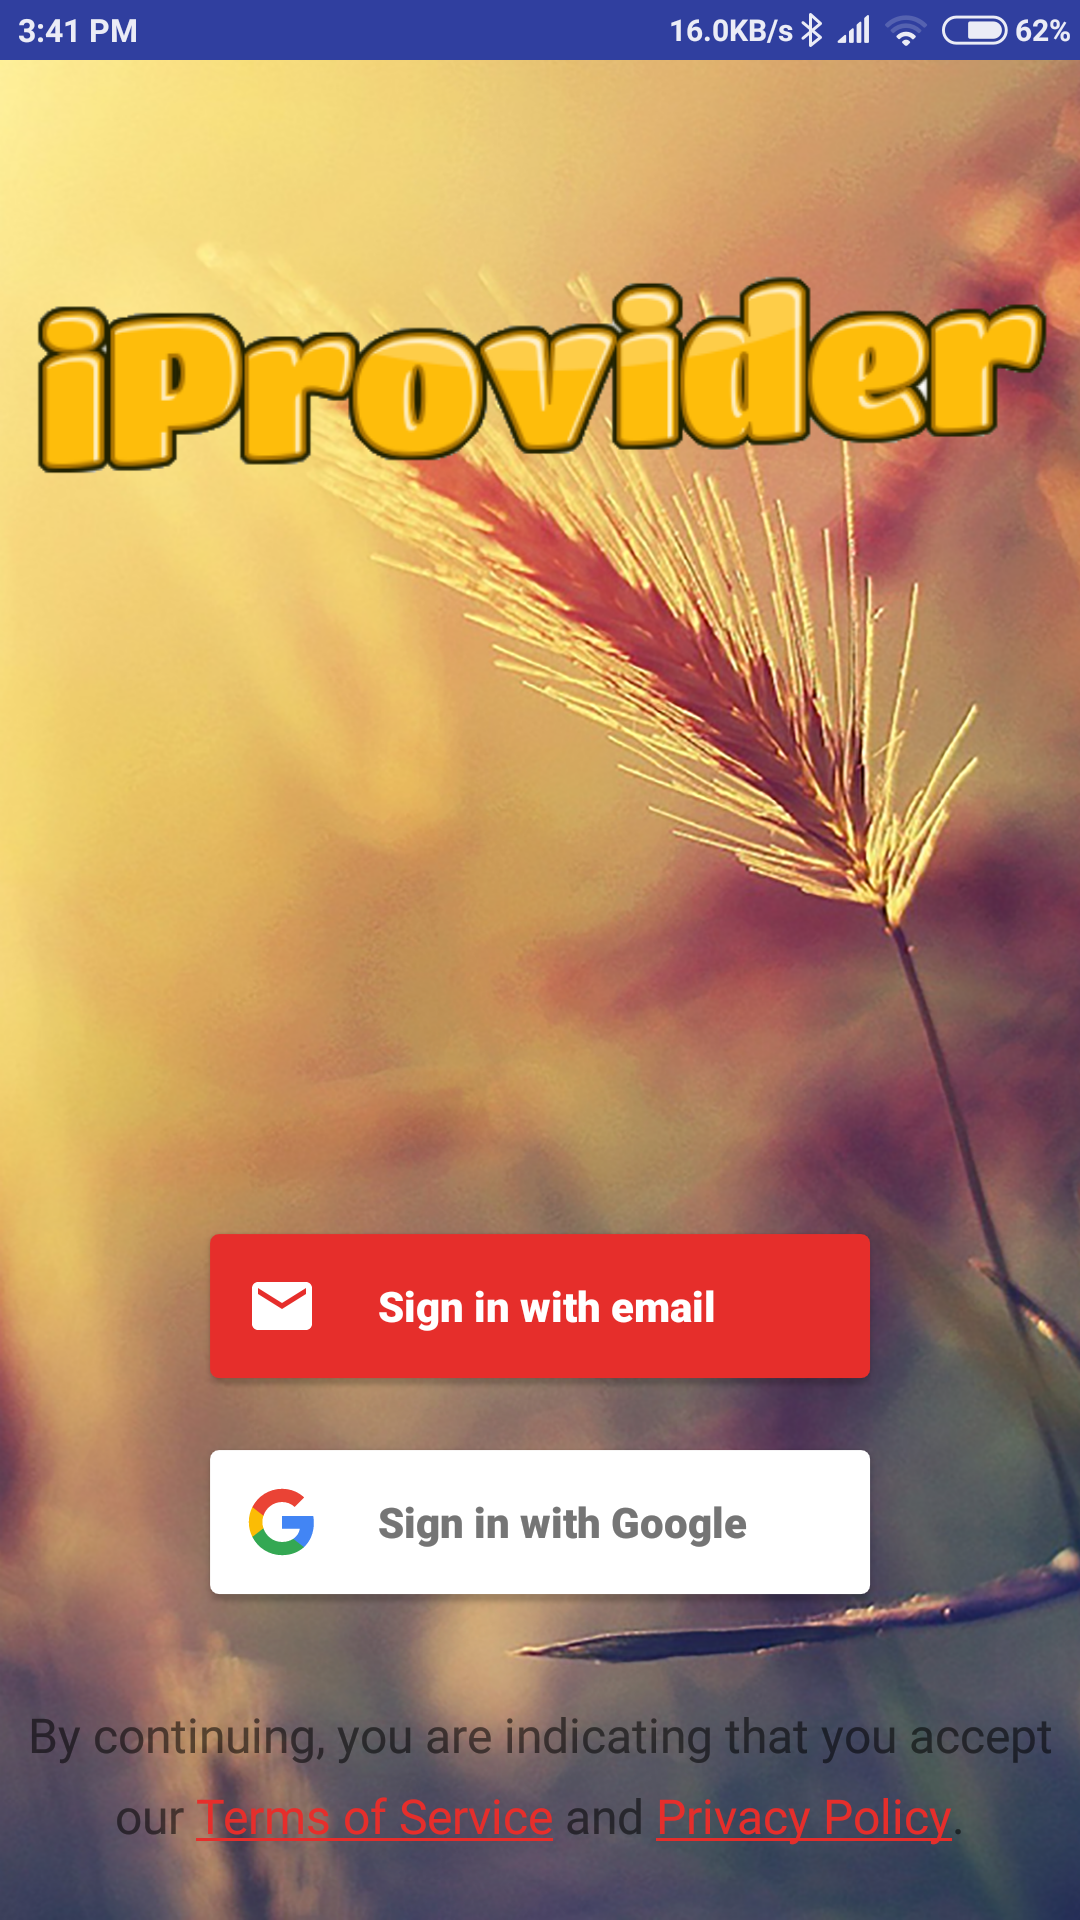 3:41 PM 16.0KB/s 62%
iProvider
Sign in with email
Sign in with Google
By continuing, you are indicating that you accept
our Terms of Service and Privacy Policy.